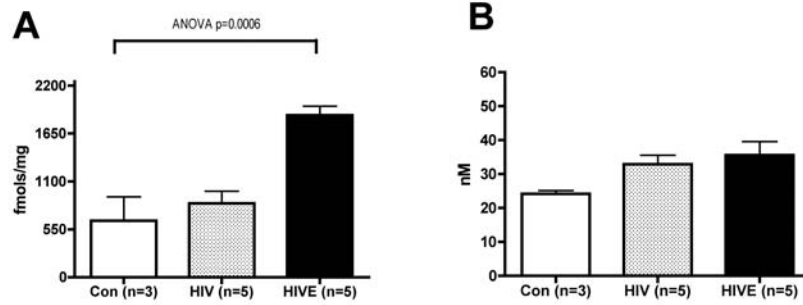 A
ANOVA p=0.0006
fmols/mg
2200
1650
1100
550
0
Con (n=3) HIV (n=5) HIVE (n=5)
B
nM
60
50
40
30
20
10
0
Con (n=3) HIV (n=5) HIVE (n=5)